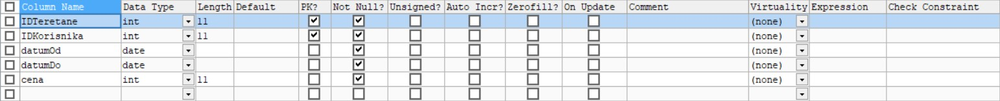 Column Name Data Type Length Default PK? Not Null? Unsigned? Auto Incr? Zerofill? On Update Comment Virtuality Expression Check Constraint
IDTeretane int 11 (none)
IDKorisnika int 11 (none)
datumOd date (none)
datumDo date (none)
cena int 11 (none)